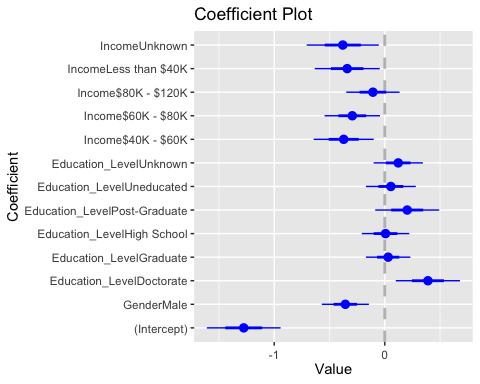 Coefficient Plot
Coefficient
IncomeUnknown
IncomeLess than $40K
Income$80K - $120K
Income$60K - $80K
Income$40K - $60K
Education_LevelUnknown
Education_LevelUneducated
Education_LevelPost-Graduate
Education_LevelHigh School
Education_LevelGraduate
Education_LevelDoctorate
GenderMale
(Intercept)
-1 0
Value